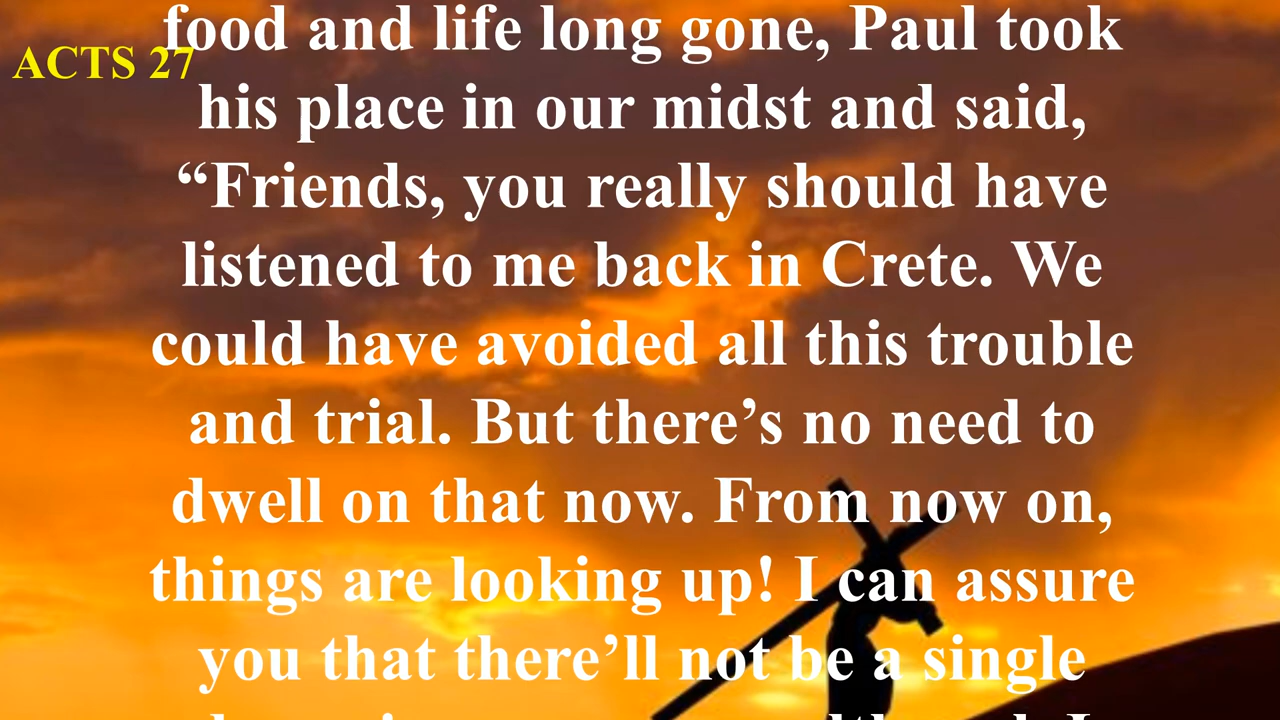 food and life long gone, Paul took
ACTS 27
his place in our midst and said,
“Friends, you really should have
listened to me back in Crete. We
could have avoided all this trouble
and trial. But there’s no need to
dwell on that now. From now on,
things are looking up! I can assure
you that there’ll not be a single